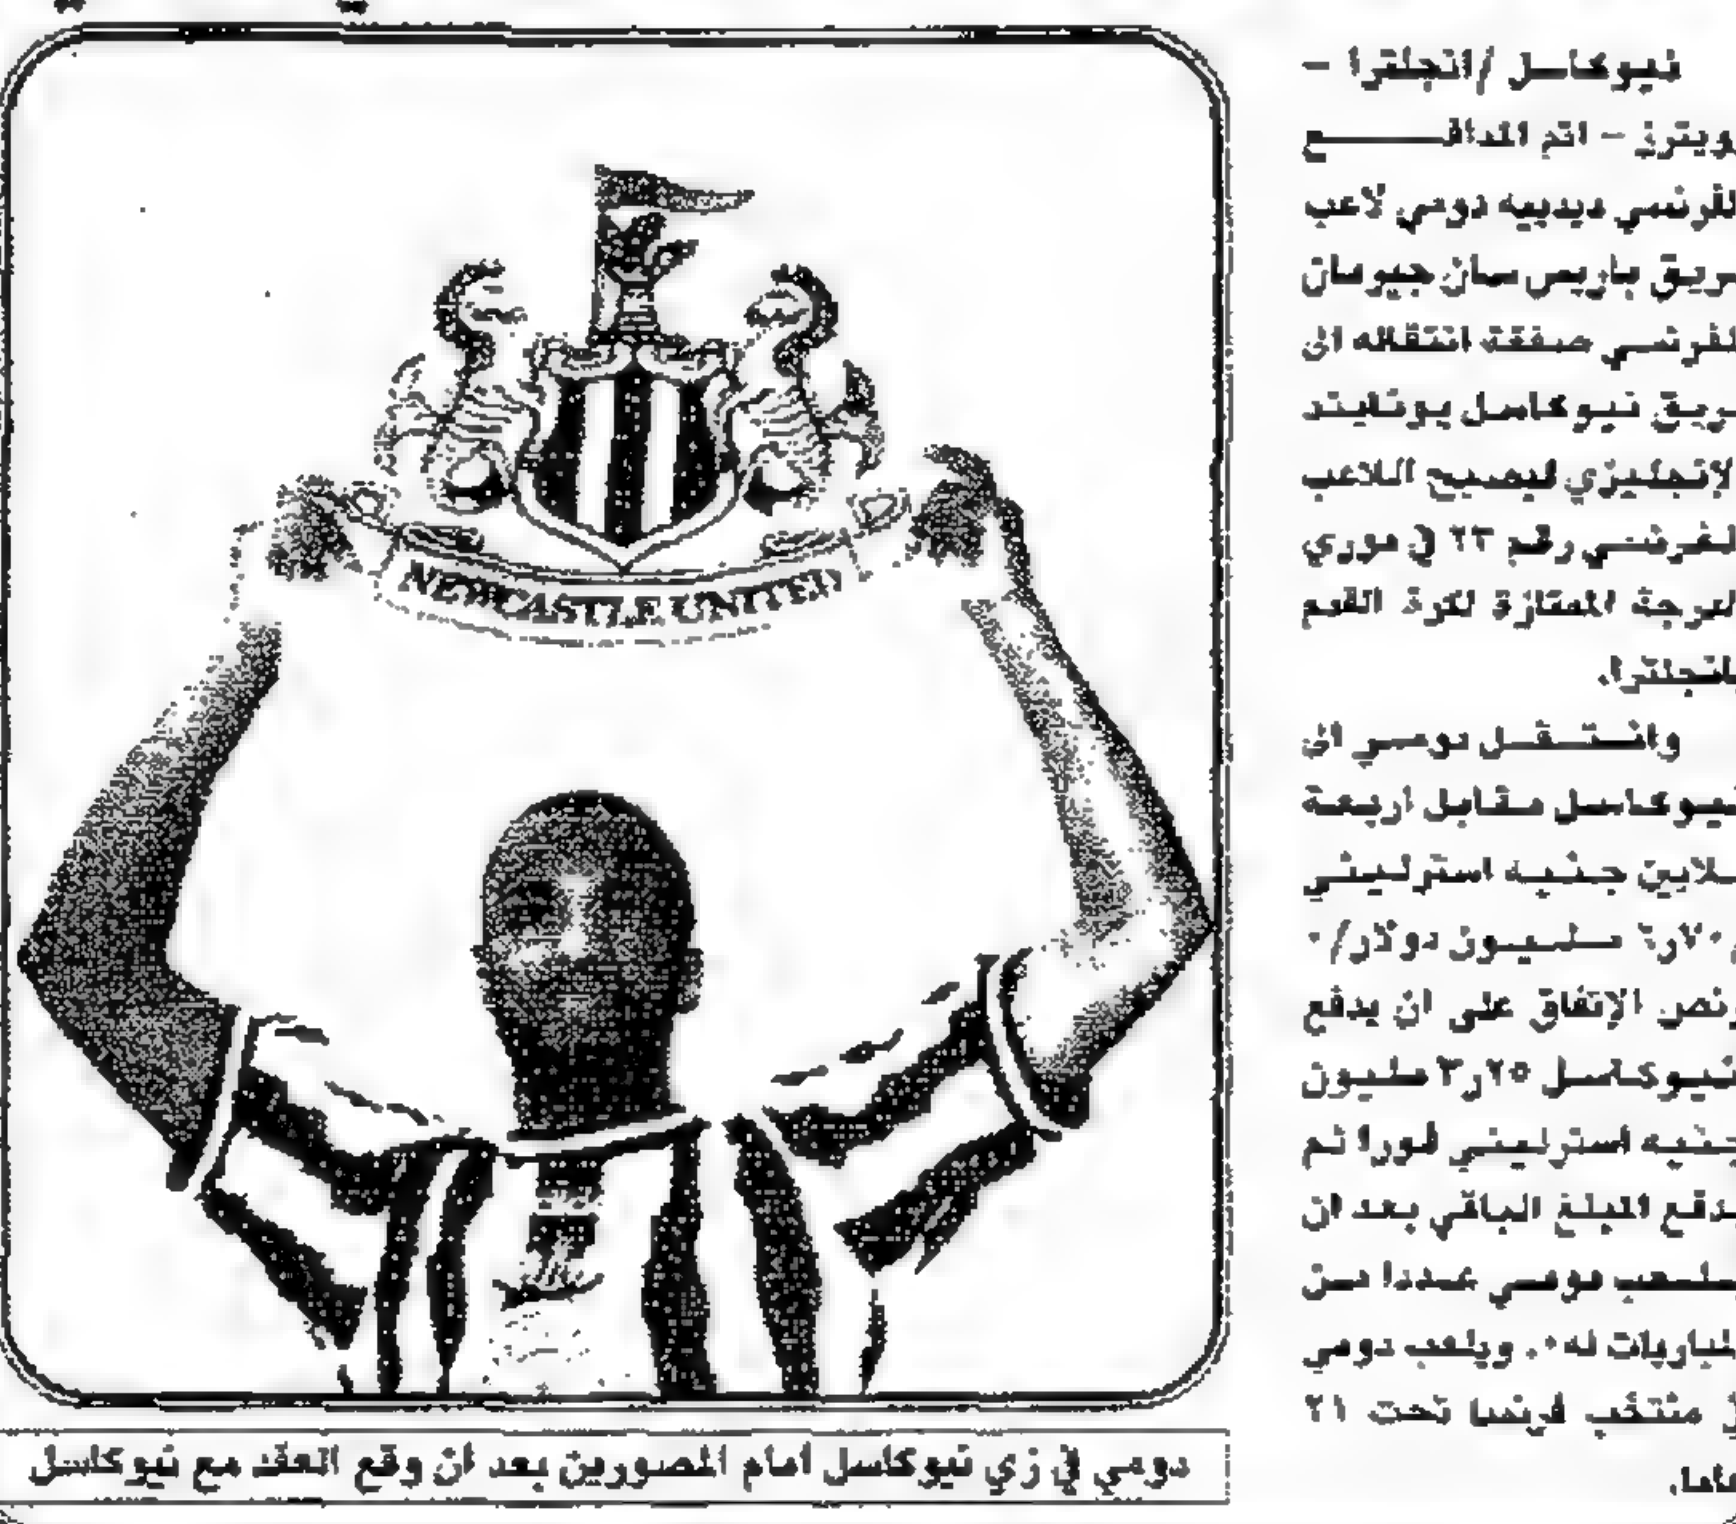 نيوكاسل /انجلترا –
رويترز – اتم المدافع
الفرنسي ديدييه دومي لاعب
فريق باريس سان جيرمان
الفرنسي صفقة انتقاله الى
فريق نيوكاسل يونايتد
الإنجليزي ليصبح اللاعب
الفرنسي رقم ٢٣ في دوري
الدرجة الممتازة لكرة القدم
بانجلترا.
وانتقل دومي الى
نيوكاسل مقابل اربعة
ملايين جنيه استرليني
٧٠ر٦ مليون دولار/٠
ونص الإتفاق على ان يدفع
نيوكاسل ٢٥ر٣ مليون
جنيه استرليني فورا ثم
يدفع المبلغ الباقي بعد ان
يلعب دومي عددا من
المباريات له٠. ويلعب دومي
في منتخب فرنسا تحت ٢١
عاما.
NEWCASTLE UNITED
دومي في زي نيوكاسل امام المصورين بعد ان وقع العقد مع نيوكاسل